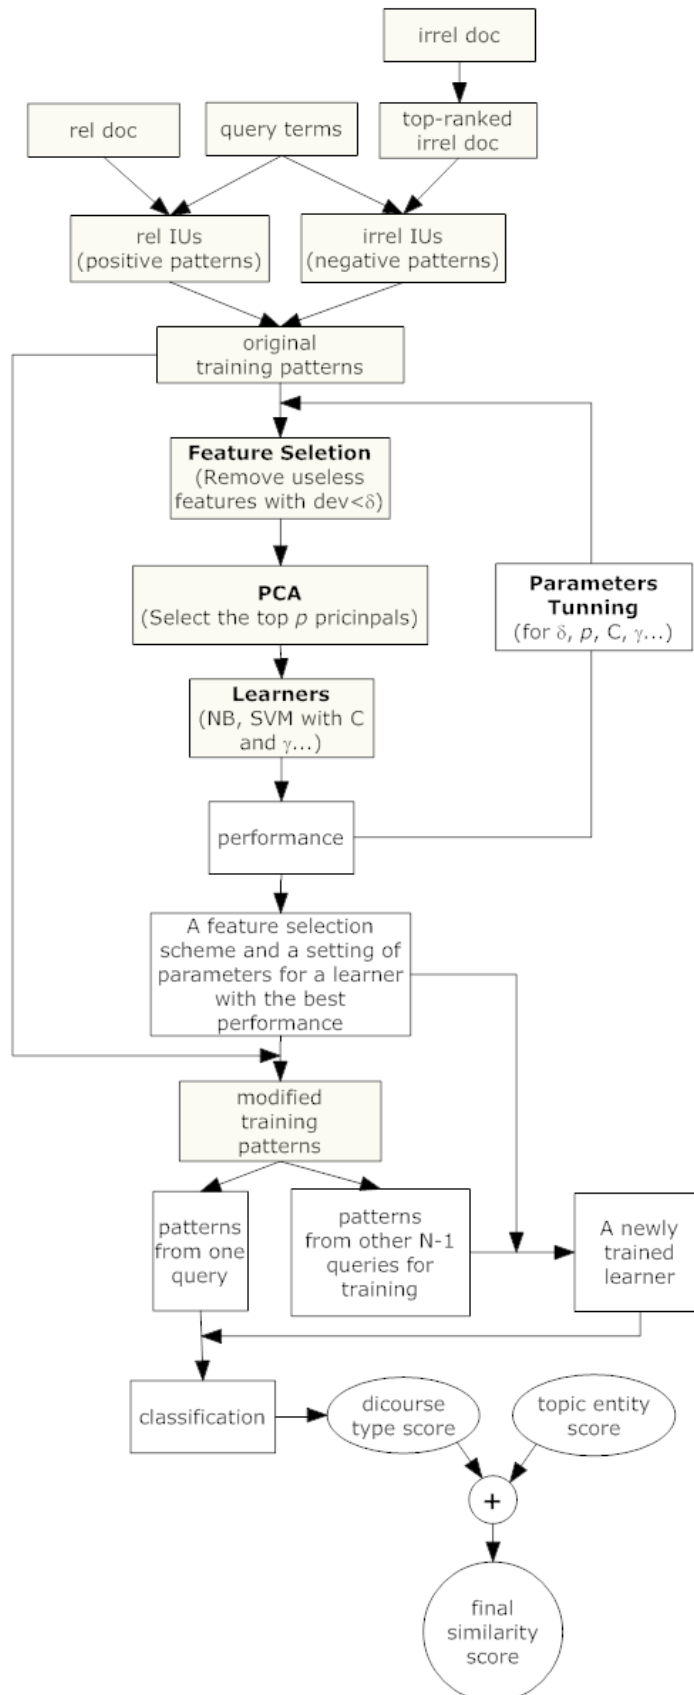 irrel doc
rel doc
query terms
top-ranked
irrel doc
rel IUs
(positive patterns)
irrel IUs
(negative patterns)
original
training patterns
Feature Seletion
(Remove useless
features with dev<δ)
PCA
(Select the top p pricinpals)
Parameters
Tunning
(for δ, p, C, γ...)
Learners
(NB, SVM with C
and γ...)
performance
A feature selection
scheme and a setting of
parameters for a learner
with the best
performance
modified
training
patterns
patterns
from one
query
patterns
from other N-1
queries for
training
A newly
trained
learner
classification
dicourse
type score
topic entity
score
+
final
similarity
score